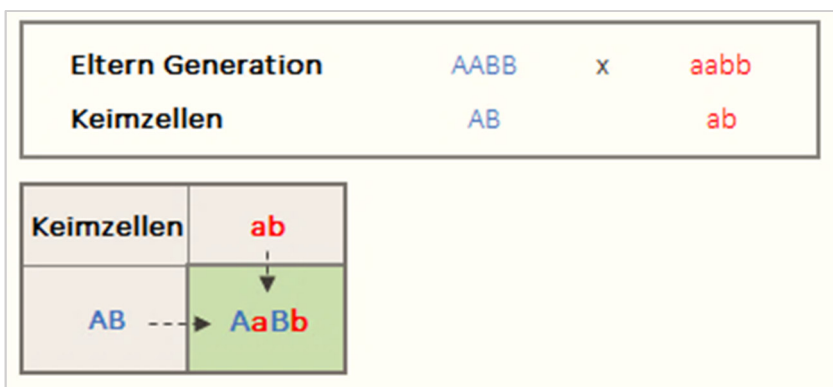 Eltern Generation AABB x aabb
Keimzellen AB ab
Keimzellen ab
AB AaBb